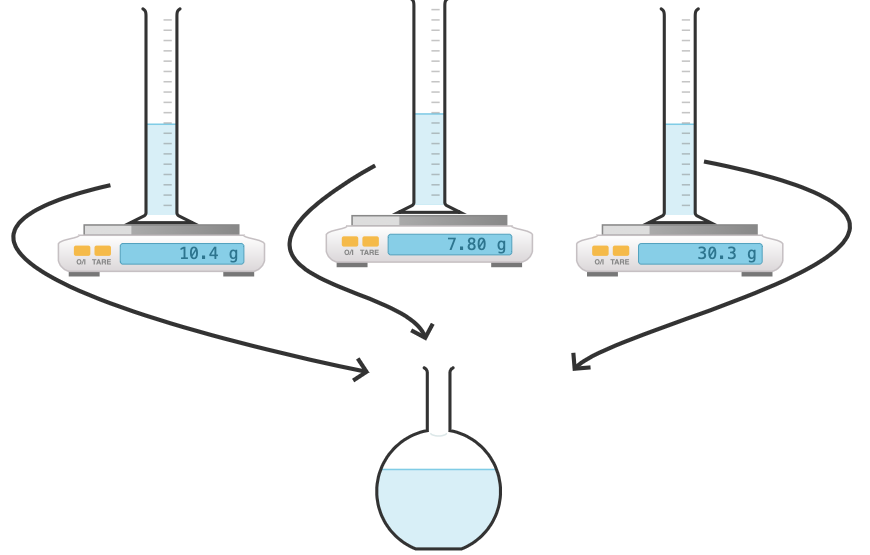 10.4 g
O/I TARE
7.80 g
O/I TARE
30.3 g
O/I TARE